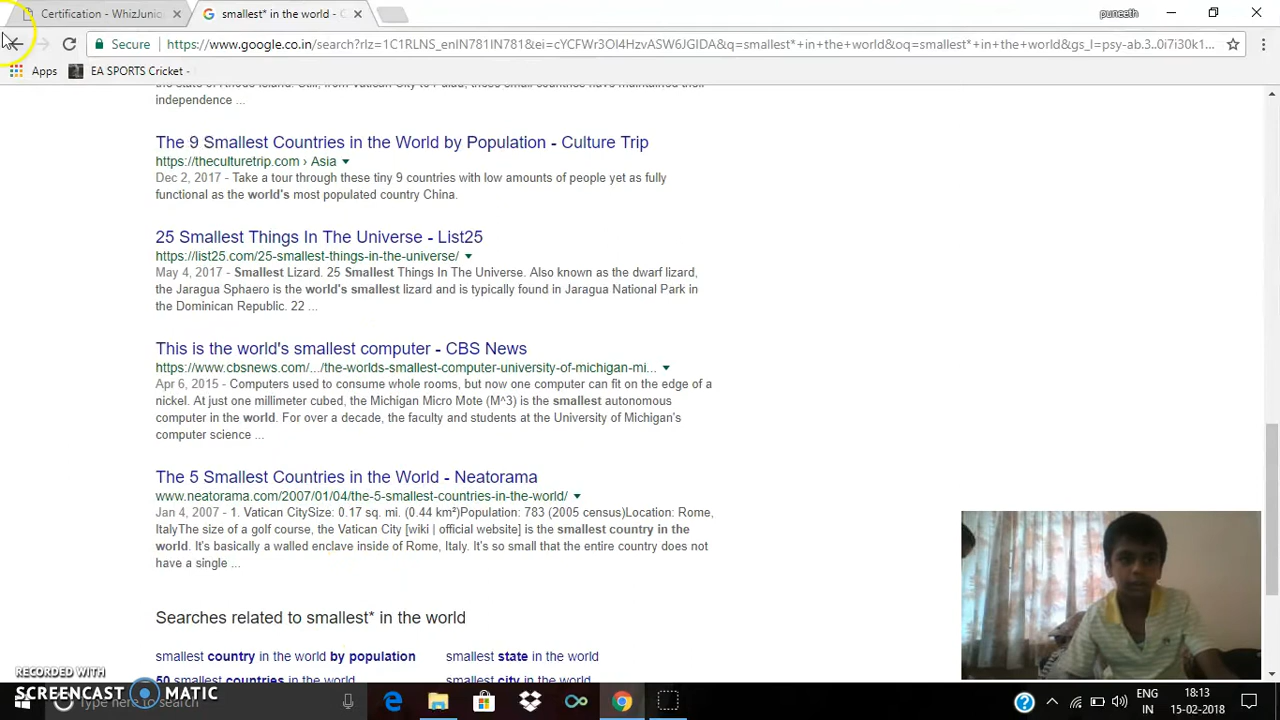 Certification - WhizJunio
smallest* in the world - G
puneeth
Secure
https://www.google.co.in/search?rlz=1C1RLNS_enIN781IN781&ei=cYCFWr3OI4HzvASW6JGIDA&q=smallest*+in+the+world&oq=smallest*+in+the+world&gs_l=psy-ab.3..0i7i30k1...
Apps
EA SPORTS Cricket -
independence ...
The 9 Smallest Countries in the World by Population - Culture Trip
https://theculturetrip.com › Asia
Dec 2, 2017 - Take a tour through these tiny 9 countries with low amounts of people yet as fully
functional as the world's most populated country China.
25 Smallest Things In The Universe - List25
https://list25.com/25-smallest-things-in-the-universe/
May 4, 2017 - Smallest Lizard. 25 Smallest Things In The Universe. Also known as the dwarf lizard,
the Jaragua Sphaero is the world's smallest lizard and is typically found in Jaragua National Park in
the Dominican Republic. 22 ...
This is the world's smallest computer - CBS News
https://www.cbsnews.com/.../the-worlds-smallest-computer-university-of-michigan-mi...
Apr 6, 2015 - Computers used to consume whole rooms, but now one computer can fit on the edge of a
nickel. At just one millimeter cubed, the Michigan Micro Mote (M^3) is the smallest autonomous
computer in the world. For over a decade, the faculty and students at the University of Michigan's
computer science ...
The 5 Smallest Countries in the World - Neatorama
www.neatorama.com/2007/01/04/the-5-smallest-countries-in-the-world/
Jan 4, 2007 - 1. Vatican CitySize: 0.17 sq. mi. (0.44 km²)Population: 783 (2005 census)Location: Rome,
ItalyThe size of a golf course, the Vatican City [wiki | official website] is the smallest country in the
world. It's basically a walled enclave inside of Rome, Italy. It's so small that the entire country does not
have a single ...
Searches related to smallest* in the world
smallest country in the world by population
smallest state in the world
50 smallest countries in the world
smallest city in the world
RECORDED WITH
SCREENCAST MATIC
Type here to search
ENG
IN
18:13
15-02-2018